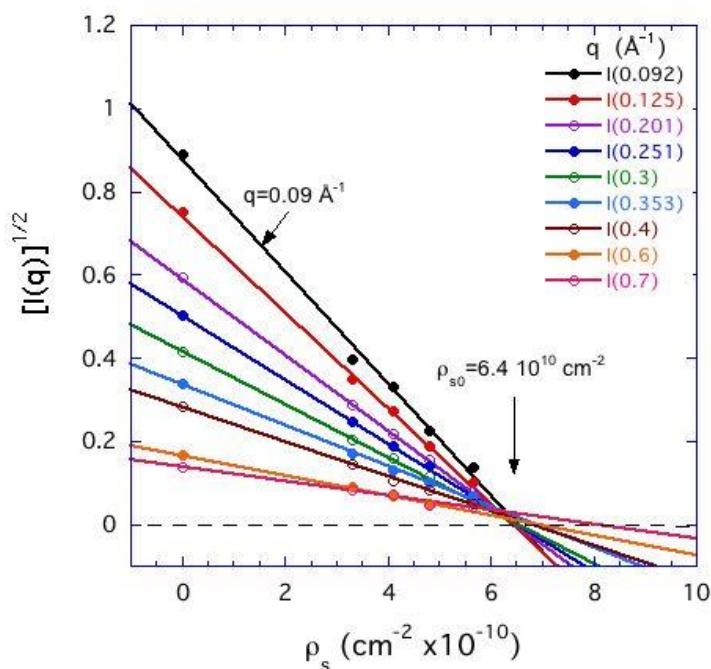 1.2
1
0.8
0.6
0.4
0.2
0
[I(q)]^1/2
q (Å⁻¹)
I(0.092)
I(0.125)
I(0.201)
I(0.251)
I(0.3)
I(0.353)
I(0.4)
I(0.6)
I(0.7)
q=0.09 Å⁻¹
ρs0=6.4 10¹⁰ cm⁻²
0 2 4 6 8 10
ρs (cm⁻² x10⁻¹⁰)